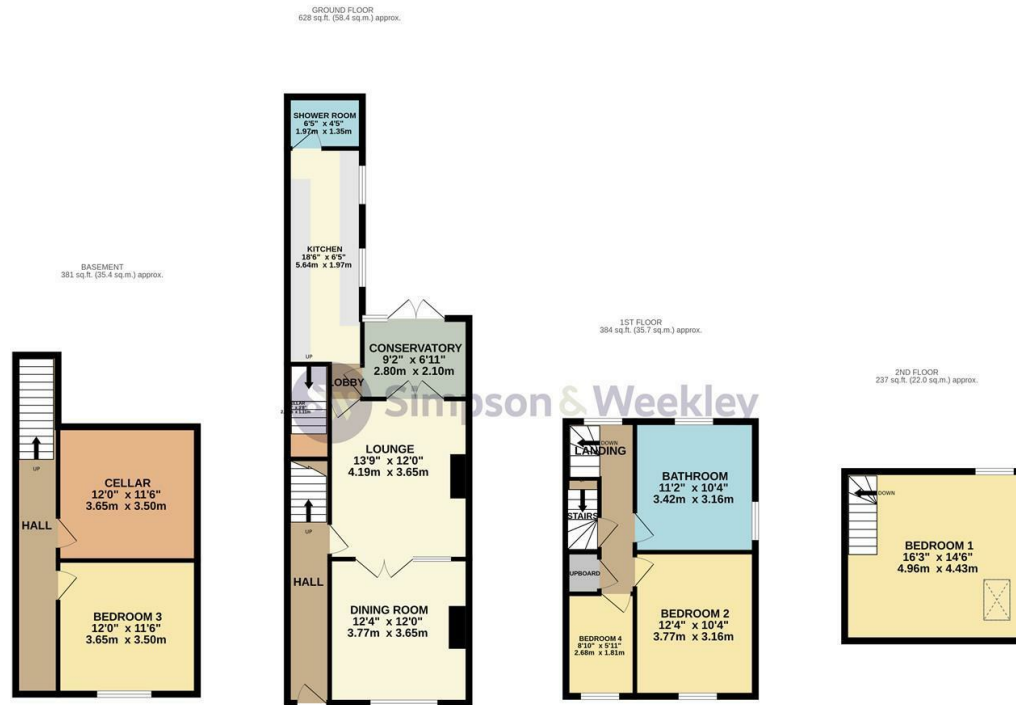 GROUND FLOOR
628 sq.ft. (58.4 sq.m.) approx.
SHOWER ROOM
6'5" x 4'5"
1.97m x 1.35m
KITCHEN
18'6" x 6'5"
5.64m x 1.97m
UP
CONSERVATORY
9'2" x 6'11"
2.80m x 2.10m
LOBBY
Simpson & Weekley
LOUNGE
13'9" x 12'0"
4.19m x 3.65m
UP
HALL
DINING ROOM
12'4" x 12'0"
3.77m x 3.65m
BASEMENT
381 sq.ft. (35.4 sq.m.) approx.
UP
CELLAR
12'0" x 11'6"
3.65m x 3.50m
HALL
BEDROOM 3
12'0" x 11'6"
3.65m x 3.50m
1ST FLOOR
384 sq.ft. (35.7 sq.m.) approx.
DOWN
LANDING
BATHROOM
11'2" x 10'4"
3.42m x 3.16m
STAIRS
UPBOARD
BEDROOM 2
12'4" x 10'4"
3.77m x 3.16m
BEDROOM 4
8'10" x 5'11"
2.68m x 1.81m
2ND FLOOR
237 sq.ft. (22.0 sq.m.) approx.
DOWN
BEDROOM 1
16'3" x 14'6"
4.96m x 4.43m